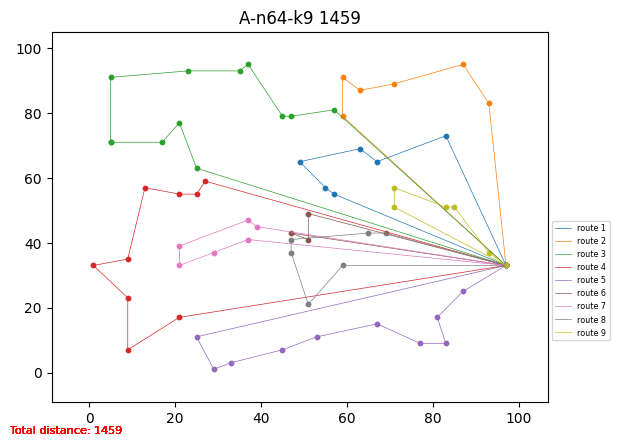 A-n64-k9 1459
100
80
60
40
20
0
0 20 40 60 80 100
route 1
route 2
route 3
route 4
route 5
route 6
route 7
route 8
route 9
Total distance: 1459